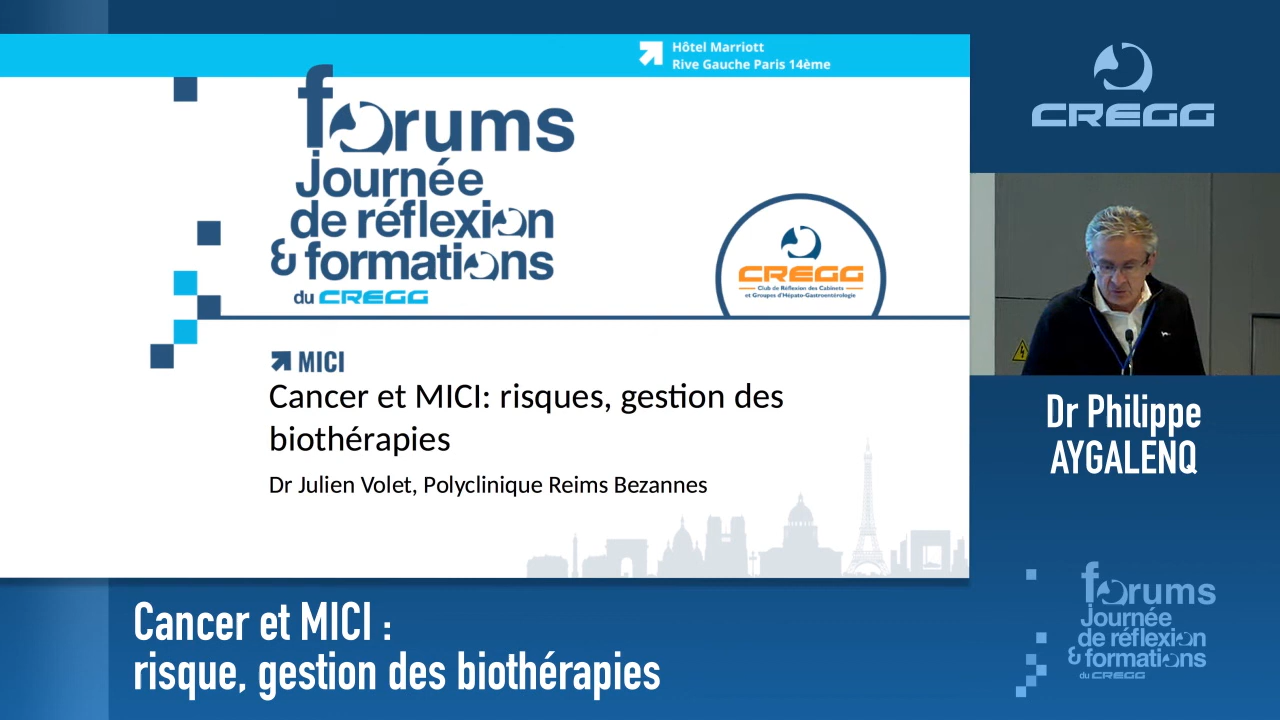 Hôtel Marriott
Rive Gauche Paris 14ème
forums
Journée
de réflexion
& formations
du CREGG
CREGG
Club de Réflexion des Cabinets
et Groupes d'Hépato-Gastroentérologie
MICI
Cancer et MICI: risques, gestion des
biothérapies
Dr Julien Volet, Polyclinique Reims Bezannes
CREGG
Dr Philippe
AYGALENQ
forums
Journée
de réflexion
& formations
du CREGG
Cancer et MICI :
risque, gestion des biothérapies